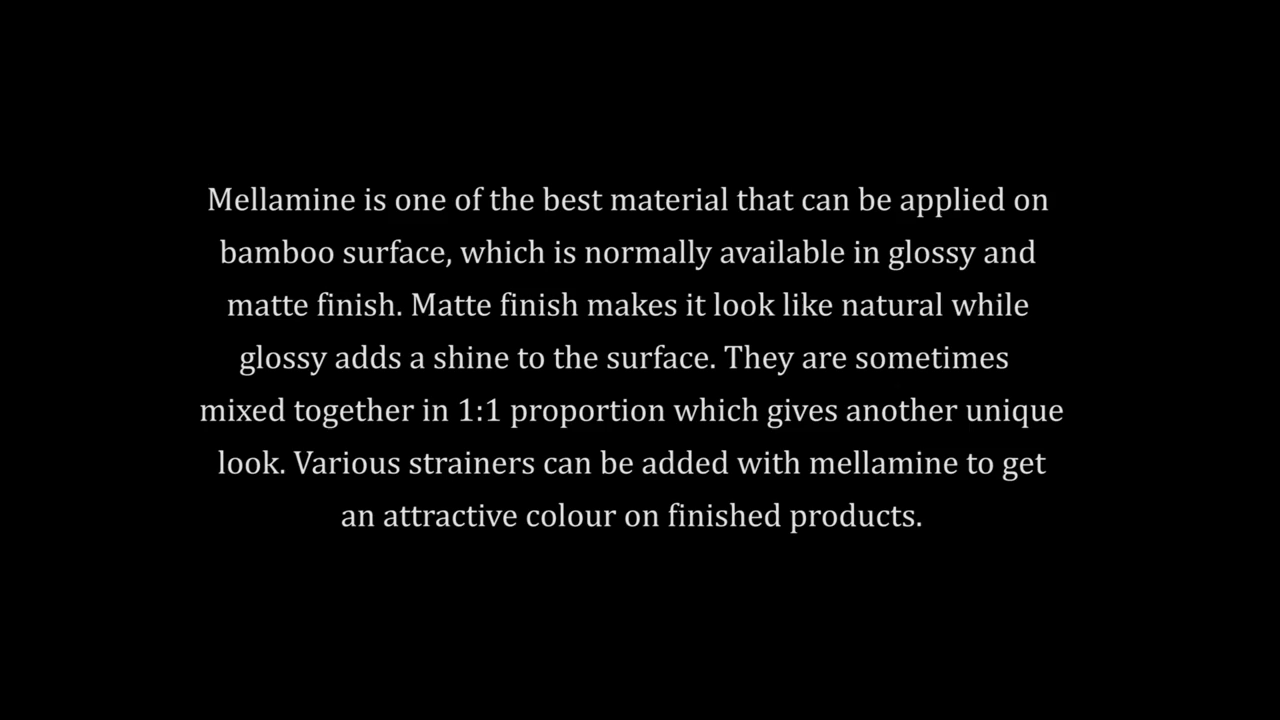 Mellamine is one of the best material that can be applied on
bamboo surface, which is normally available in glossy and
matte finish. Matte finish makes it look like natural while
glossy adds a shine to the surface. They are sometimes
mixed together in 1:1 proportion which gives another unique
look. Various strainers can be added with mellamine to get
an attractive colour on finished products.